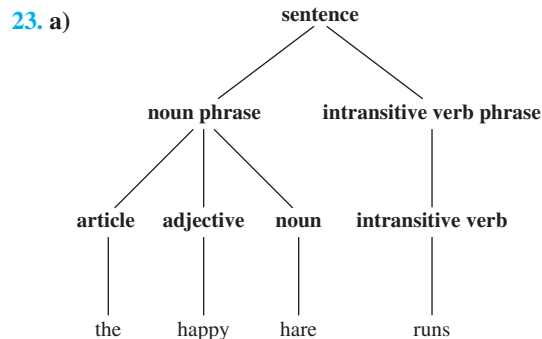 23. a) sentence
noun phrase intransitive verb phrase
article adjective noun intransitive verb
the happy hare runs